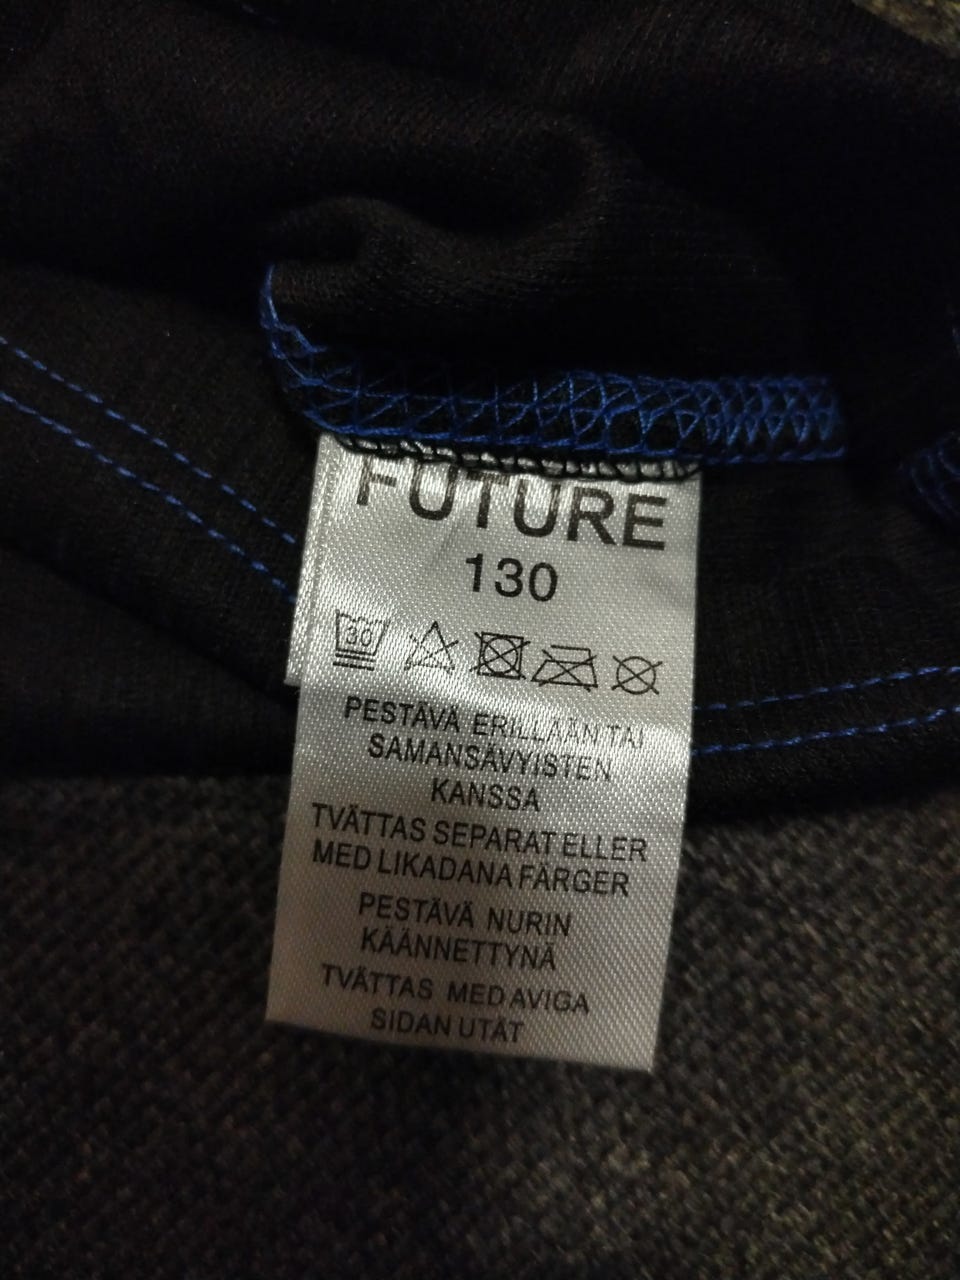 FUTURE
130
30
PESTÄVÄ ERILLÄÄN TAI
SAMANSÄVYISTEN
KANSSA
TVÄTTAS SEPARAT ELLER
MED LIKADANA FÄRGER
PESTÄVÄ NURIN
KÄÄNNETTYNÄ
TVÄTTAS MED AVIGA
SIDAN UTÅT